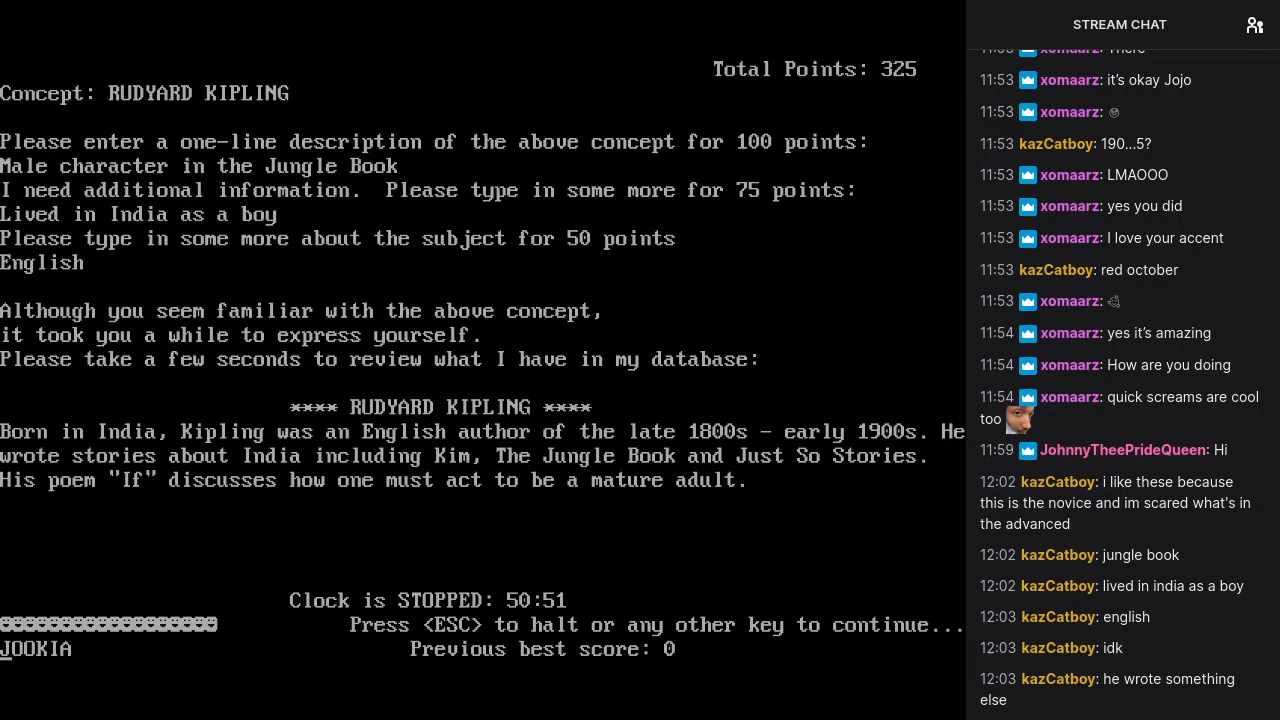 Total Points: 325
Concept: RUDYARD KIPLING
Please enter a one-line description of the above concept for 100 points:
Male character in the Jungle Book
I need additional information.  Please type in some more for 75 points:
Lived in India as a boy
Please type in some more about the subject for 50 points
English
Although you seem familiar with the above concept,
it took you a while to express yourself.
Please take a few seconds to review what I have in my database:
**** RUDYARD KIPLING ****
Born in India, Kipling was an English author of the late 1800s - early 1900s. He
wrote stories about India including Kim, The Jungle Book and Just So Stories.
His poem "If" discusses how one must act to be a mature adult.
Clock is STOPPED: 50:51
Press <ESC> to halt or any other key to continue...
JOOKIA Previous best score: 0
STREAM CHAT
11:53 xomaarz: There
11:53 xomaarz: it's okay Jojo
11:53 xomaarz:
11:53 kazCatboy: 190...5?
11:53 xomaarz: LMAOOO
11:53 xomaarz: yes you did
11:53 xomaarz: I love your accent
11:53 kazCatboy: red october
11:53 xomaarz:
11:54 xomaarz: yes it's amazing
11:54 xomaarz: How are you doing
11:54 xomaarz: quick screams are cool
too
11:59 JohnnyTheePrideQueen: Hi
12:02 kazCatboy: i like these because
this is the novice and im scared what's in
the advanced
12:02 kazCatboy: jungle book
12:02 kazCatboy: lived in india as a boy
12:03 kazCatboy: english
12:03 kazCatboy: idk
12:03 kazCatboy: he wrote something
else